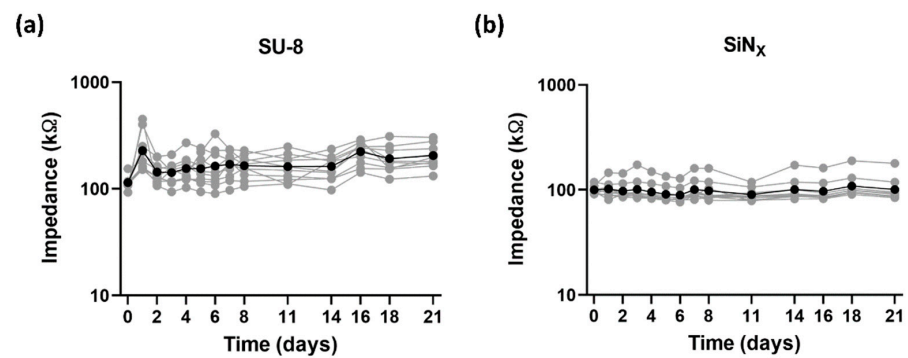 (a)
SU-8
Impedance (kΩ)
1000
100
10
0 2 4 6 8 11 14 16 18 21
Time (days)
(b)
SiNX
Impedance (kΩ)
1000
100
10
0 2 4 6 8 11 14 16 18 21
Time (days)